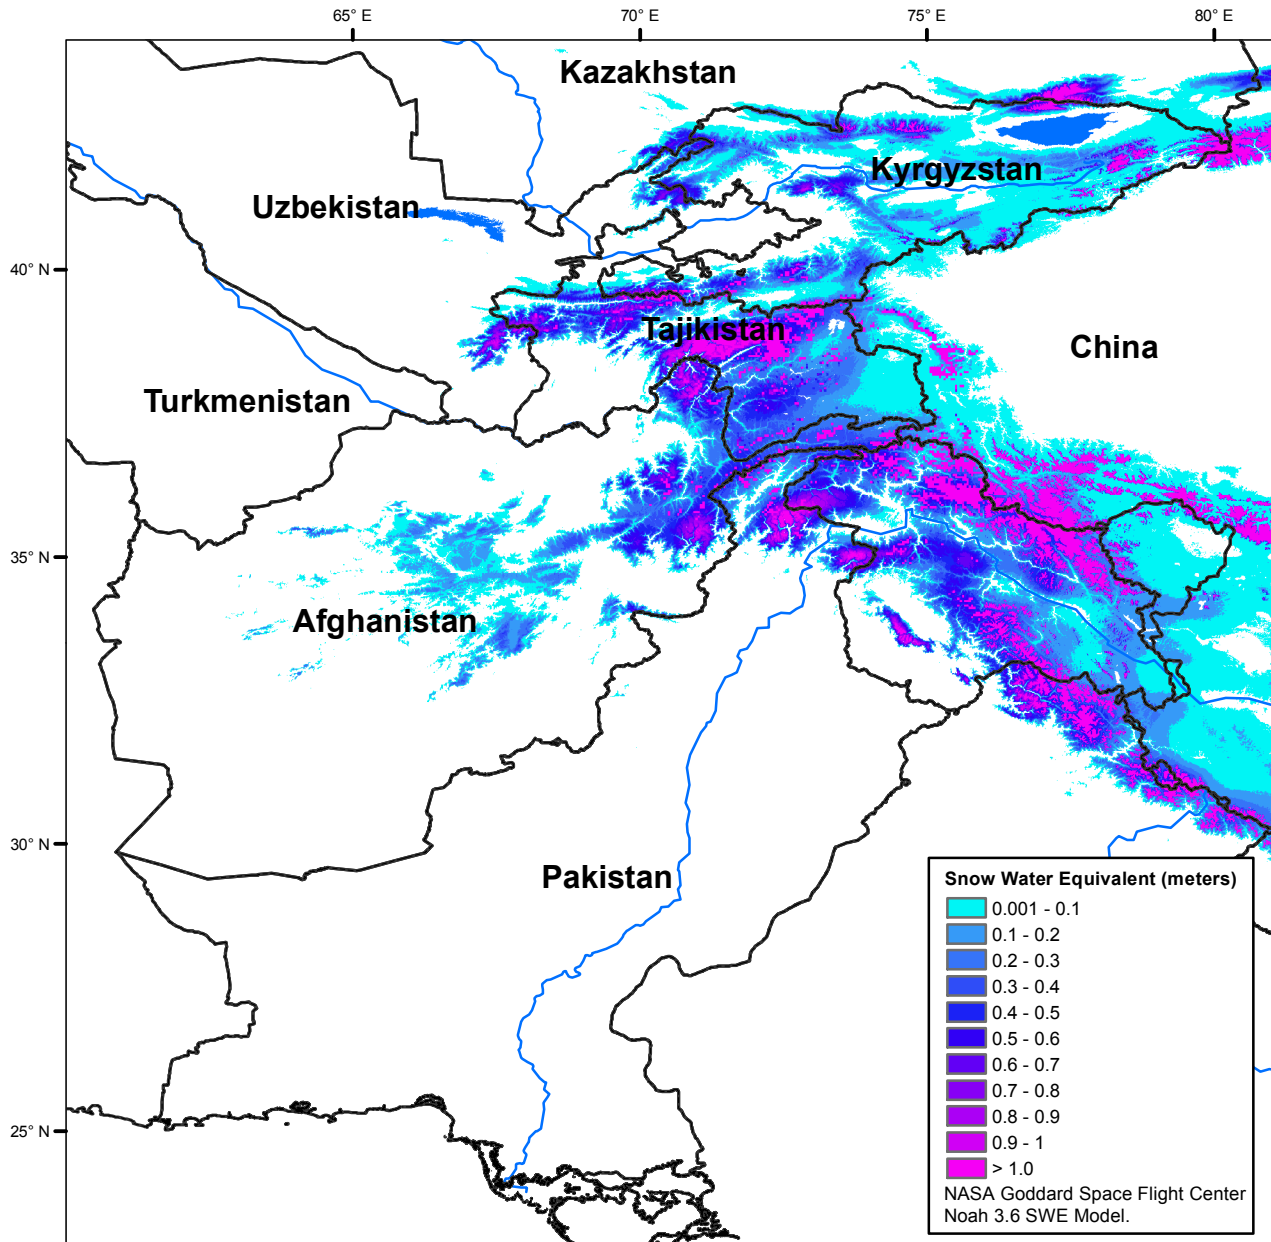 65° E
70° E
75° E
80° E
Kazakhstan
Kyrgyzstan
Uzbekistan
40° N
Tajikistan
China
Turkmenistan
35° N
Afghanistan
30° N
Pakistan
25° N
Snow Water Equivalent (meters)
0.001 - 0.1
0.1 - 0.2
0.2 - 0.3
0.3 - 0.4
0.4 - 0.5
0.5 - 0.6
0.6 - 0.7
0.7 - 0.8
0.8 - 0.9
0.9 - 1
> 1.0
NASA Goddard Space Flight Center
Noah 3.6 SWE Model.